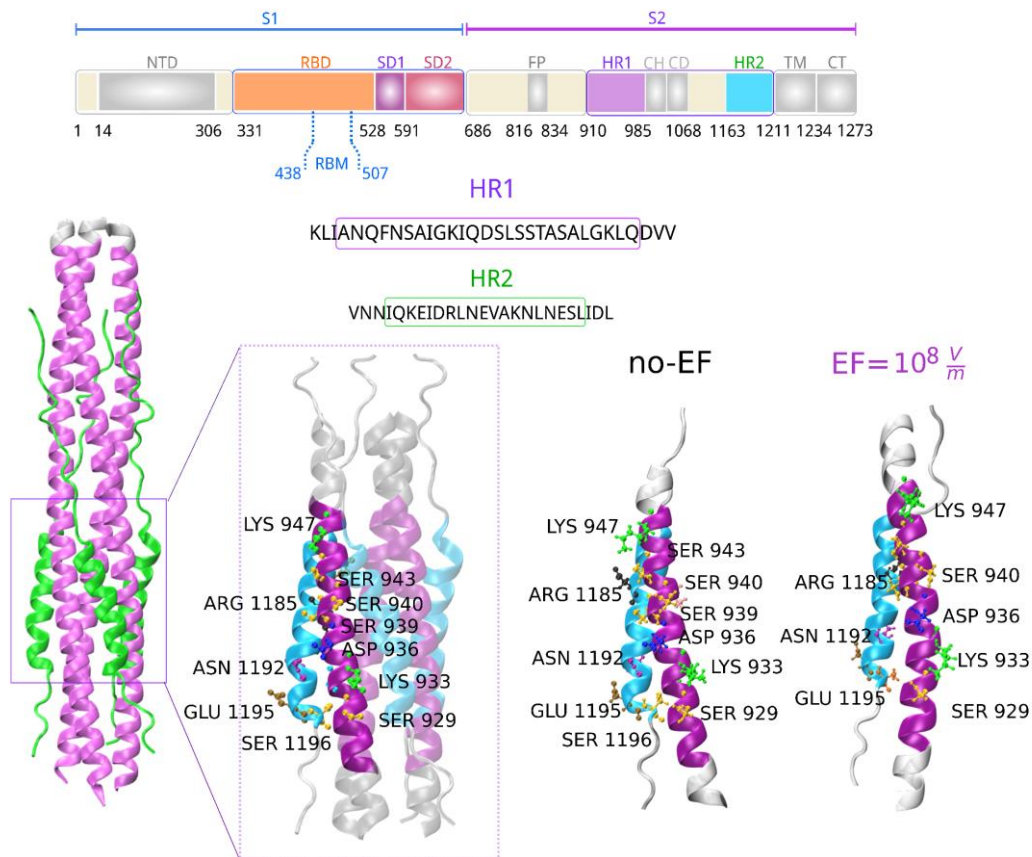 S1 S2
NTD RBD SD1 SD2 FP HR1 CH CD HR2 TM CT
1 14 306 331 528 591 686 816 834 910 985 1068 1163 1211 1234 1273
438 RBM 507
HR1
KLIANQFNSAIGKIQDSLSSTASALGKLQDVV
HR2
VNNIQKEIDRLNEVAKNLNESLIDL
LYS 947
SER 943
ARG 1185
SER 940
SER 939
ASP 936
ASN 1192
LYS 933
GLU 1195
SER 929
SER 1196
no-EF
LYS 947
SER 943
ARG 1185
SER 940
SER 939
ASP 936
ASN 1192
LYS 933
GLU 1195
SER 929
SER 1196
EF=10⁸ V/m
LYS 947
ARG 1185
SER 940
ASP 936
ASN 1192
LYS 933
GLU 1195
SER 929